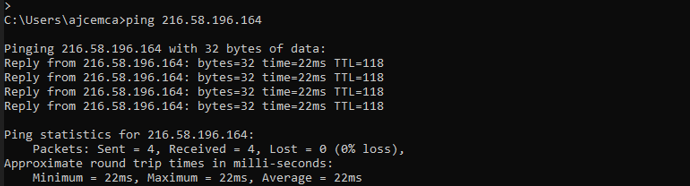 >
C:\Users\ajcemca>ping 216.58.196.164
Pinging 216.58.196.164 with 32 bytes of data:
Reply from 216.58.196.164: bytes=32 time=22ms TTL=118
Reply from 216.58.196.164: bytes=32 time=22ms TTL=118
Reply from 216.58.196.164: bytes=32 time=22ms TTL=118
Reply from 216.58.196.164: bytes=32 time=22ms TTL=118
Ping statistics for 216.58.196.164:
    Packets: Sent = 4, Received = 4, Lost = 0 (0% loss),
Approximate round trip times in milli-seconds:
    Minimum = 22ms, Maximum = 22ms, Average = 22ms